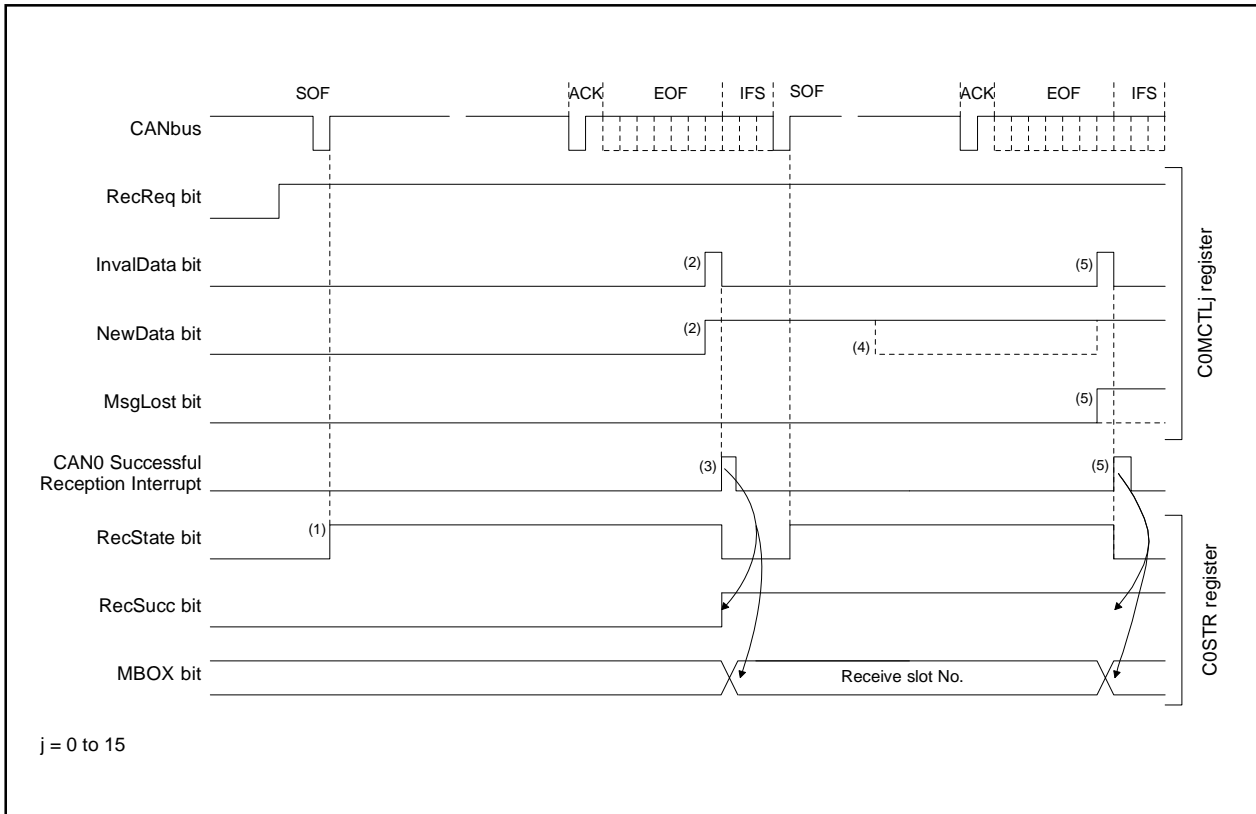 SOF ACK EOF IFS SOF ACK EOF IFS
CANbus
RecReq bit
InvalData bit (2) (5)
NewData bit (2) (4)
MsgLost bit (5)
C0MCTLj register
CAN0 Successful
Reception Interrupt (3) (5)
RecState bit (1)
RecSucc bit
MBOX bit Receive slot No.
C0STR register
j = 0 to 15